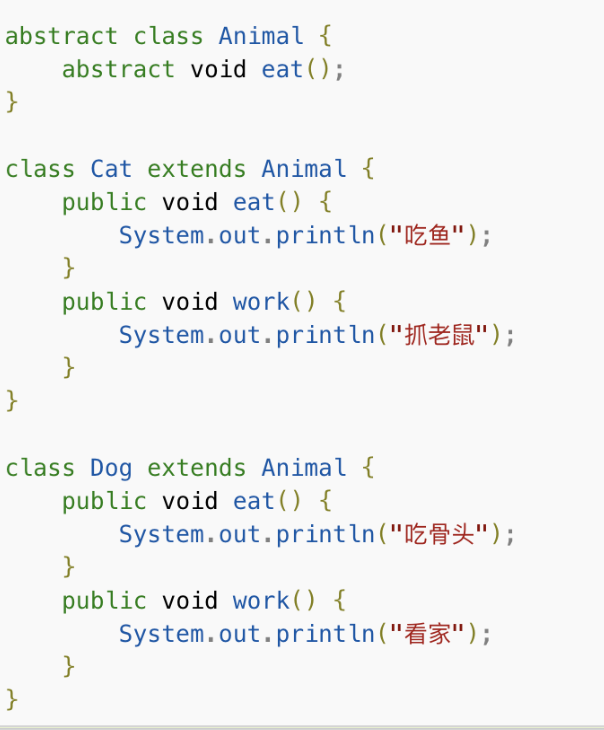 abstract class Animal {
    abstract void eat();
}

class Cat extends Animal {
    public void eat() {
        System.out.println("吃鱼");
    }
    public void work() {
        System.out.println("抓老鼠");
    }
}

class Dog extends Animal {
    public void eat() {
        System.out.println("吃骨头");
    }
    public void work() {
        System.out.println("看家");
    }
}